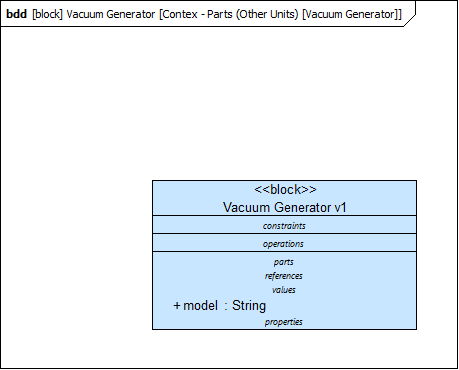 bdd [block] Vacuum Generator [Contex - Parts (Other Units) [Vacuum Generator]]
<<block>>
Vacuum Generator v1
constraints
operations
parts
references
values
+ model : String
properties